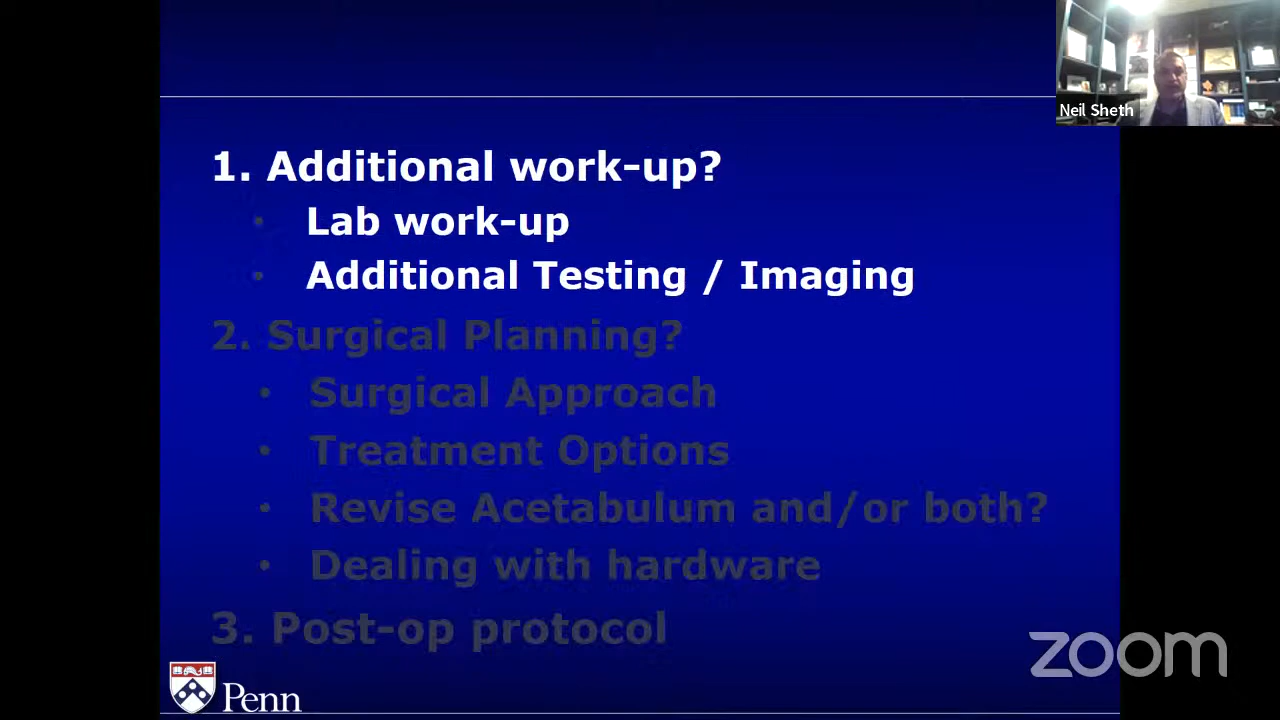 Neil Sheth
1. Additional work-up?
• Lab work-up
• Additional Testing / Imaging
2. Surgical Planning?
• Surgical Approach
• Treatment Options
• Revise Acetabulum and/or both?
• Dealing with hardware
3. Post-op protocol
Penn
zoom